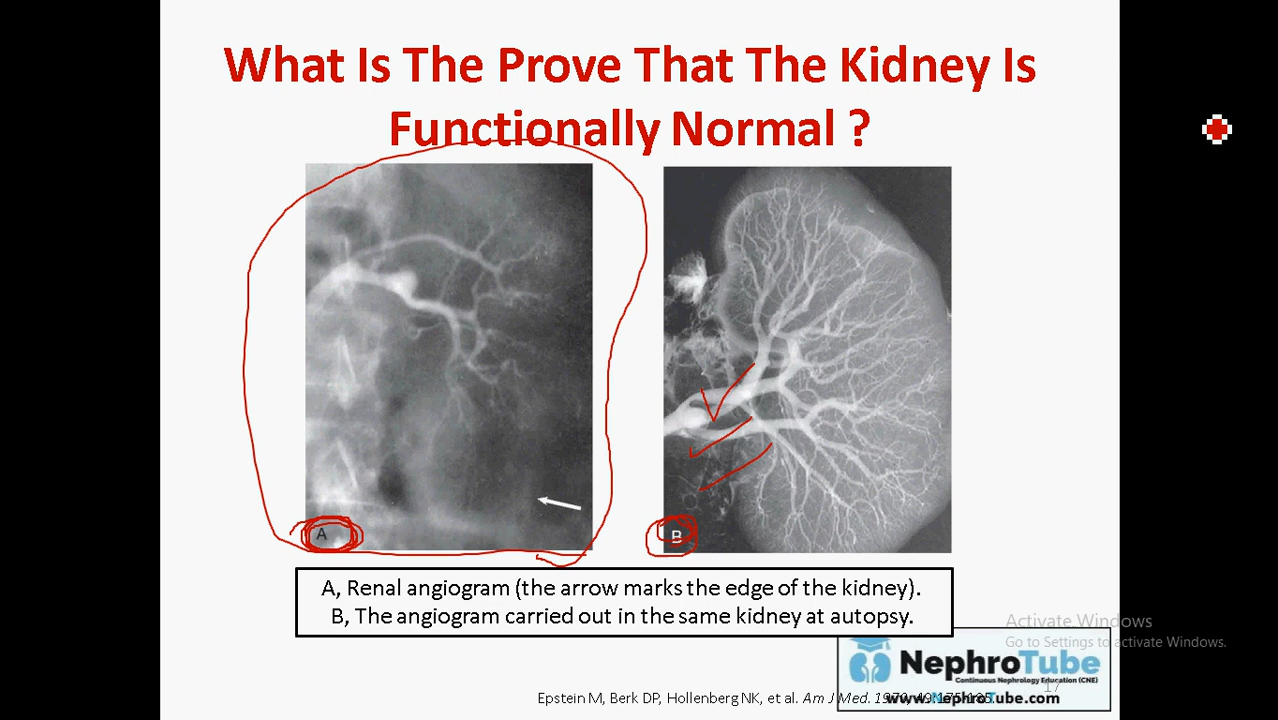 What Is The Prove That The Kidney Is
Functionally Normal ?
A
B
A, Renal angiogram (the arrow marks the edge of the kidney).
B, The angiogram carried out in the same kidney at autopsy.
Activate Windows
Go to Settings to activate Windows.
NephroTube
Continuous Nephrology Education (CNE)
17
Epstein M, Berk DP, Hollenberg NK, et al. Am J Med.
www.NephroTube.com